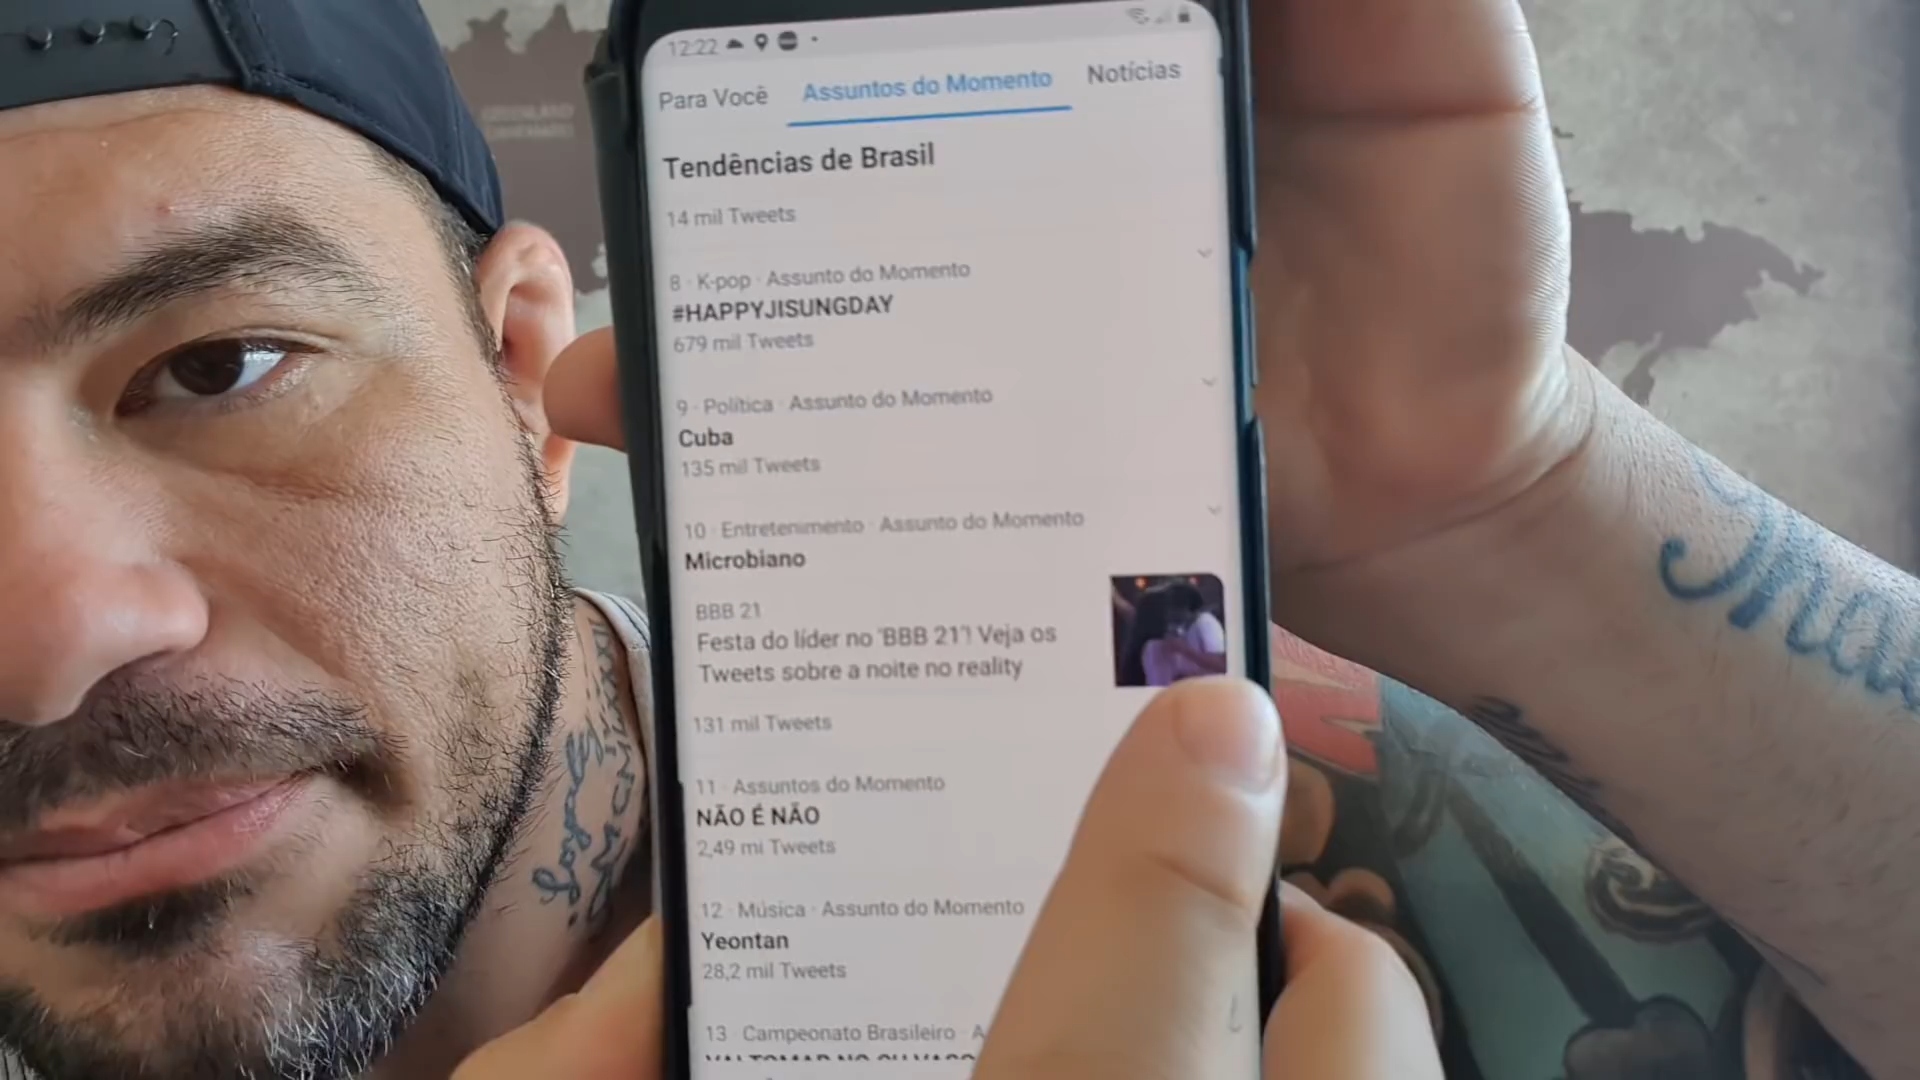 12:22
Para Você
Assuntos do Momento
Notícias
Tendências de Brasil
14 mil Tweets
8 · K-pop · Assunto do Momento
#HAPPYJISUNGDAY
679 mil Tweets
9 · Política · Assunto do Momento
Cuba
135 mil Tweets
10 · Entretenimento · Assunto do Momento
Microbiano
BBB 21
Festa do líder no 'BBB 21'! Veja os
Tweets sobre a noite no reality
131 mil Tweets
11 · Assuntos do Momento
NÃO É NÃO
2,49 mi Tweets
12 · Música · Assunto do Momento
Yeontan
28,2 mil Tweets
13 · Campeonato Brasileiro · A
Loyalty